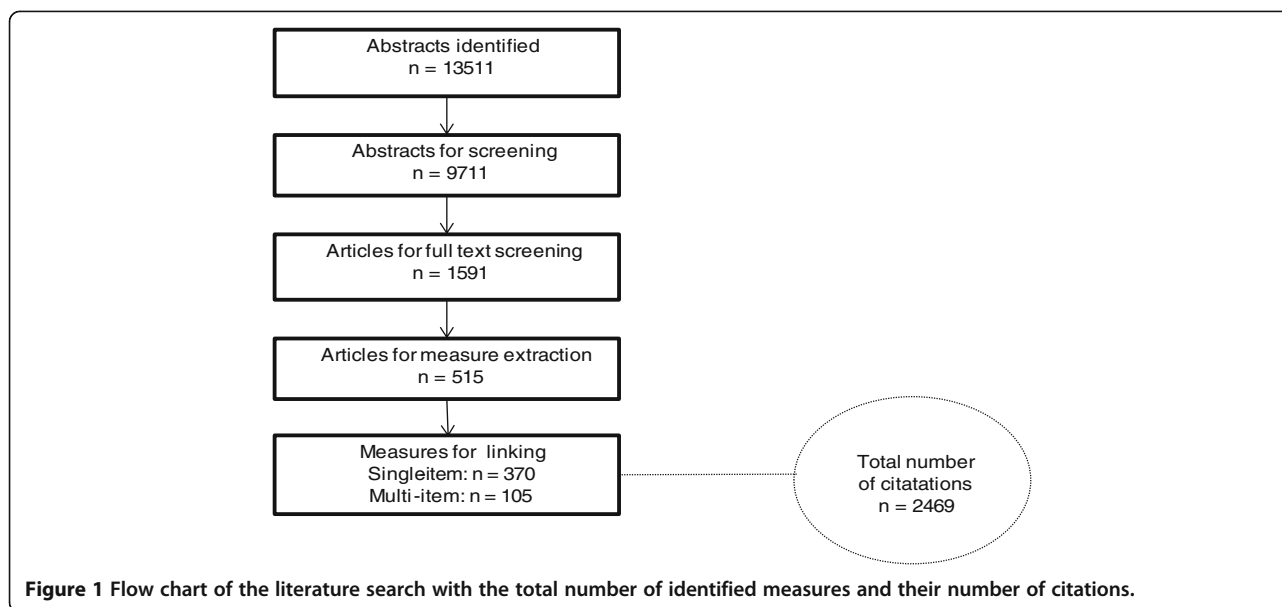 Abstracts identified
n = 13511
Abstracts for screening
n = 9711
Articles for full text screening
n = 1591
Articles for measure extraction
n = 515
Measures for linking
Singleitem: n = 370
Multi-item: n = 105
Total number
of citatations
n = 2469
Figure 1 Flow chart of the literature search with the total number of identified measures and their number of citations.